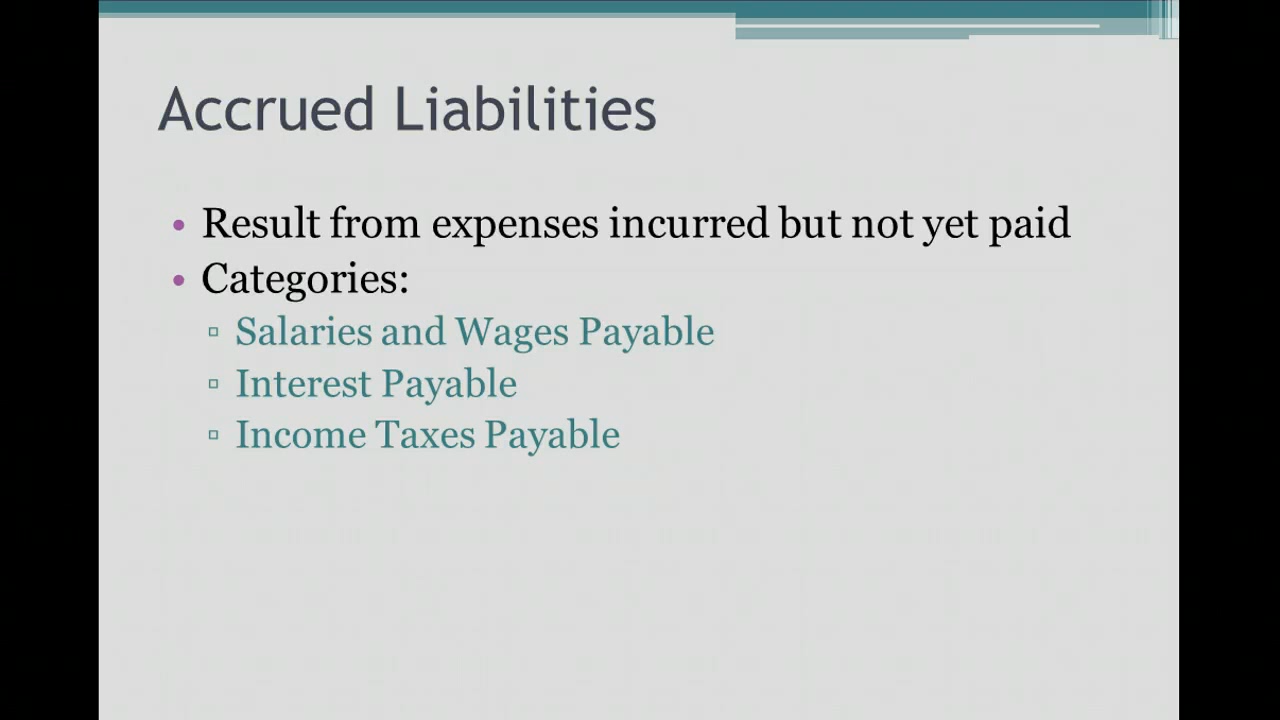 Accrued Liabilities
• Result from expenses incurred but not yet paid
• Categories:
▫ Salaries and Wages Payable
▫ Interest Payable
▫ Income Taxes Payable